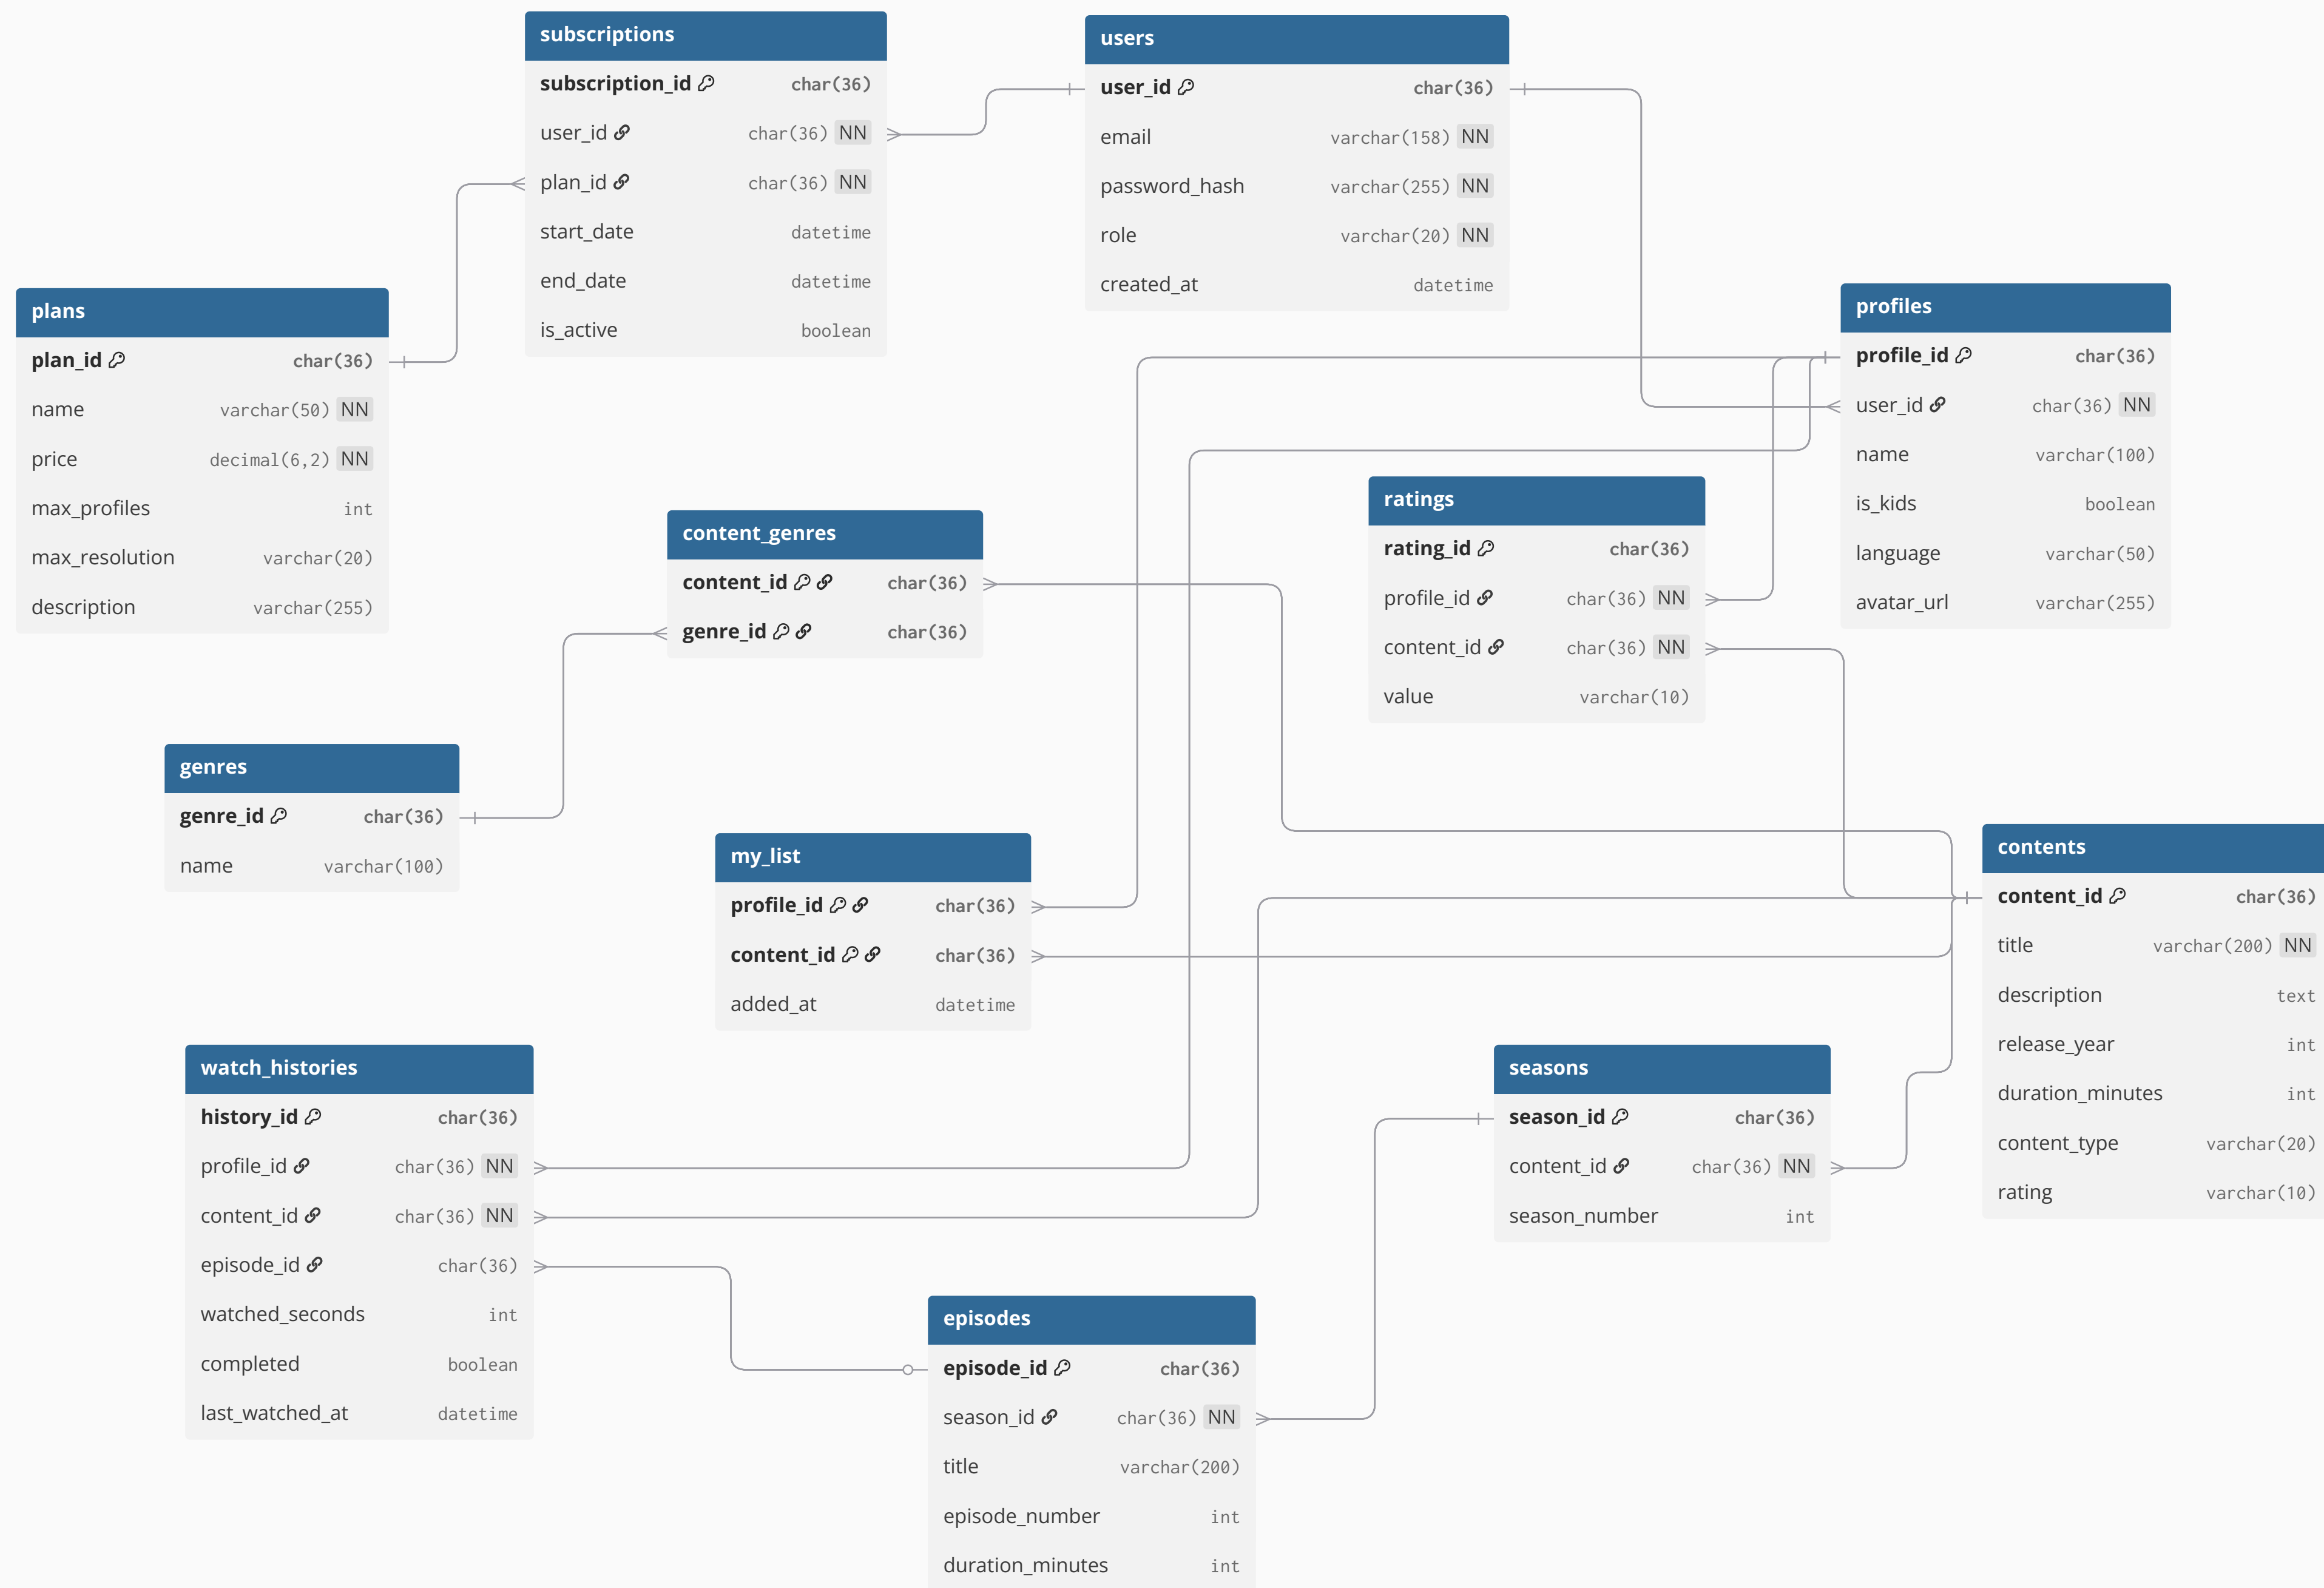 subscriptions
subscription_id char(36)
user_id char(36) NN
plan_id char(36) NN
start_date datetime
end_date datetime
is_active boolean
users
user_id char(36)
email varchar(158) NN
password_hash varchar(255) NN
role varchar(20) NN
created_at datetime
plans
plan_id char(36)
name varchar(50) NN
price decimal(6,2) NN
max_profiles int
max_resolution varchar(20)
description varchar(255)
profiles
profile_id char(36)
user_id char(36) NN
name varchar(100)
is_kids boolean
language varchar(50)
avatar_url varchar(255)
ratings
rating_id char(36)
profile_id char(36) NN
content_id char(36) NN
value varchar(10)
content_genres
content_id char(36)
genre_id char(36)
genres
genre_id char(36)
name varchar(100)
my_list
profile_id char(36)
content_id char(36)
added_at datetime
contents
content_id char(36)
title varchar(200) NN
description text
release_year int
duration_minutes int
content_type varchar(20)
rating varchar(10)
watch_histories
history_id char(36)
profile_id char(36) NN
content_id char(36) NN
episode_id char(36)
watched_seconds int
completed boolean
last_watched_at datetime
seasons
season_id char(36)
content_id char(36) NN
season_number int
episodes
episode_id char(36)
season_id char(36) NN
title varchar(200)
episode_number int
duration_minutes int